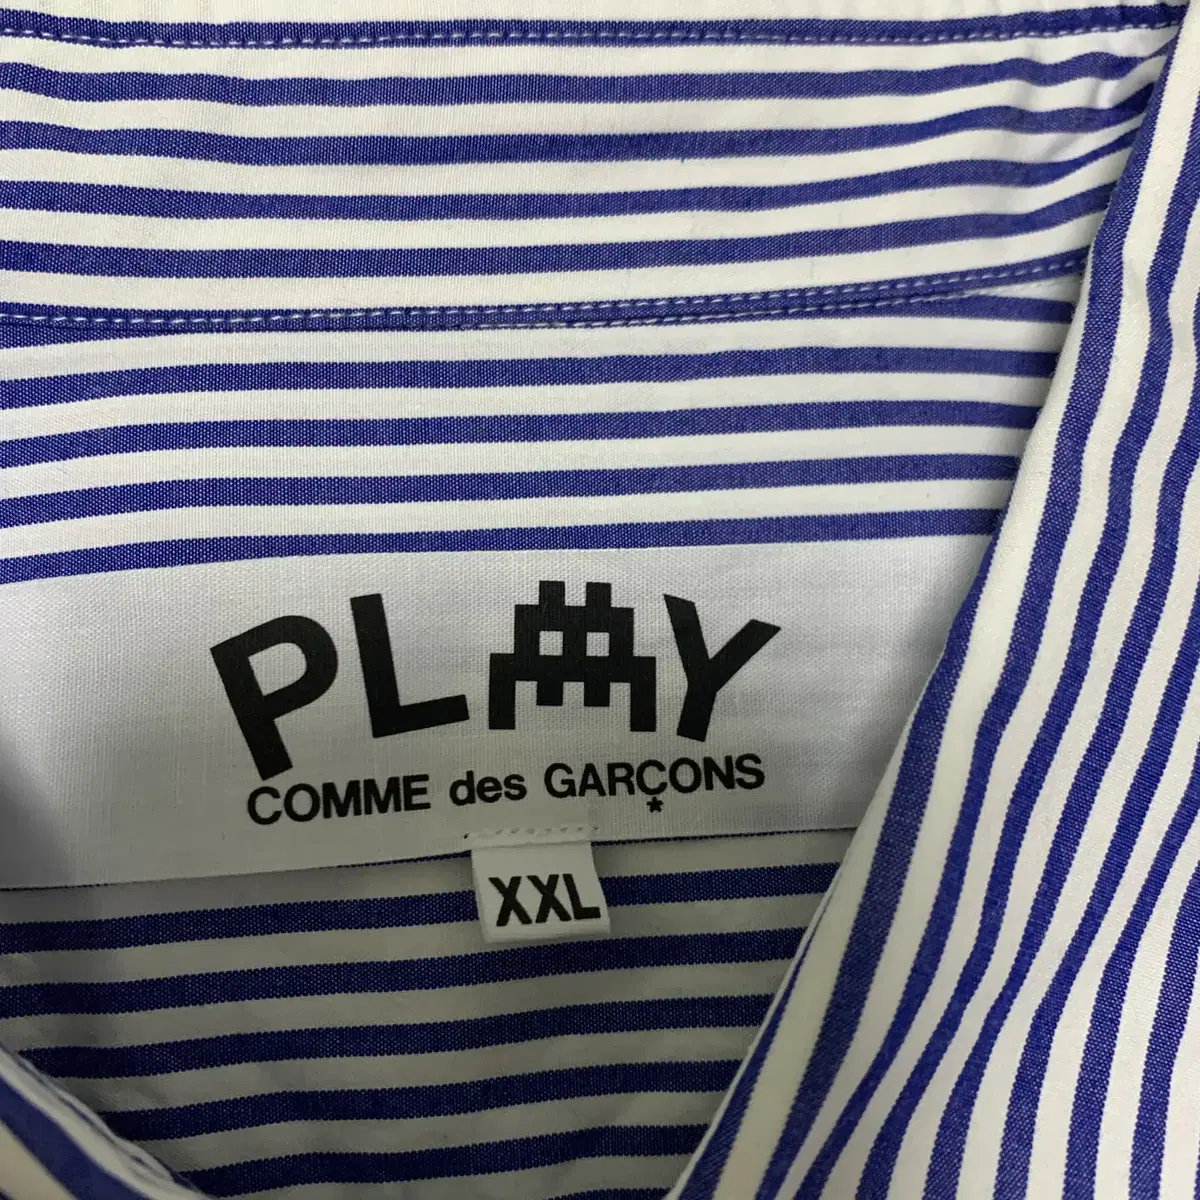 PLAY
COMME des GARÇONS
*
XXL